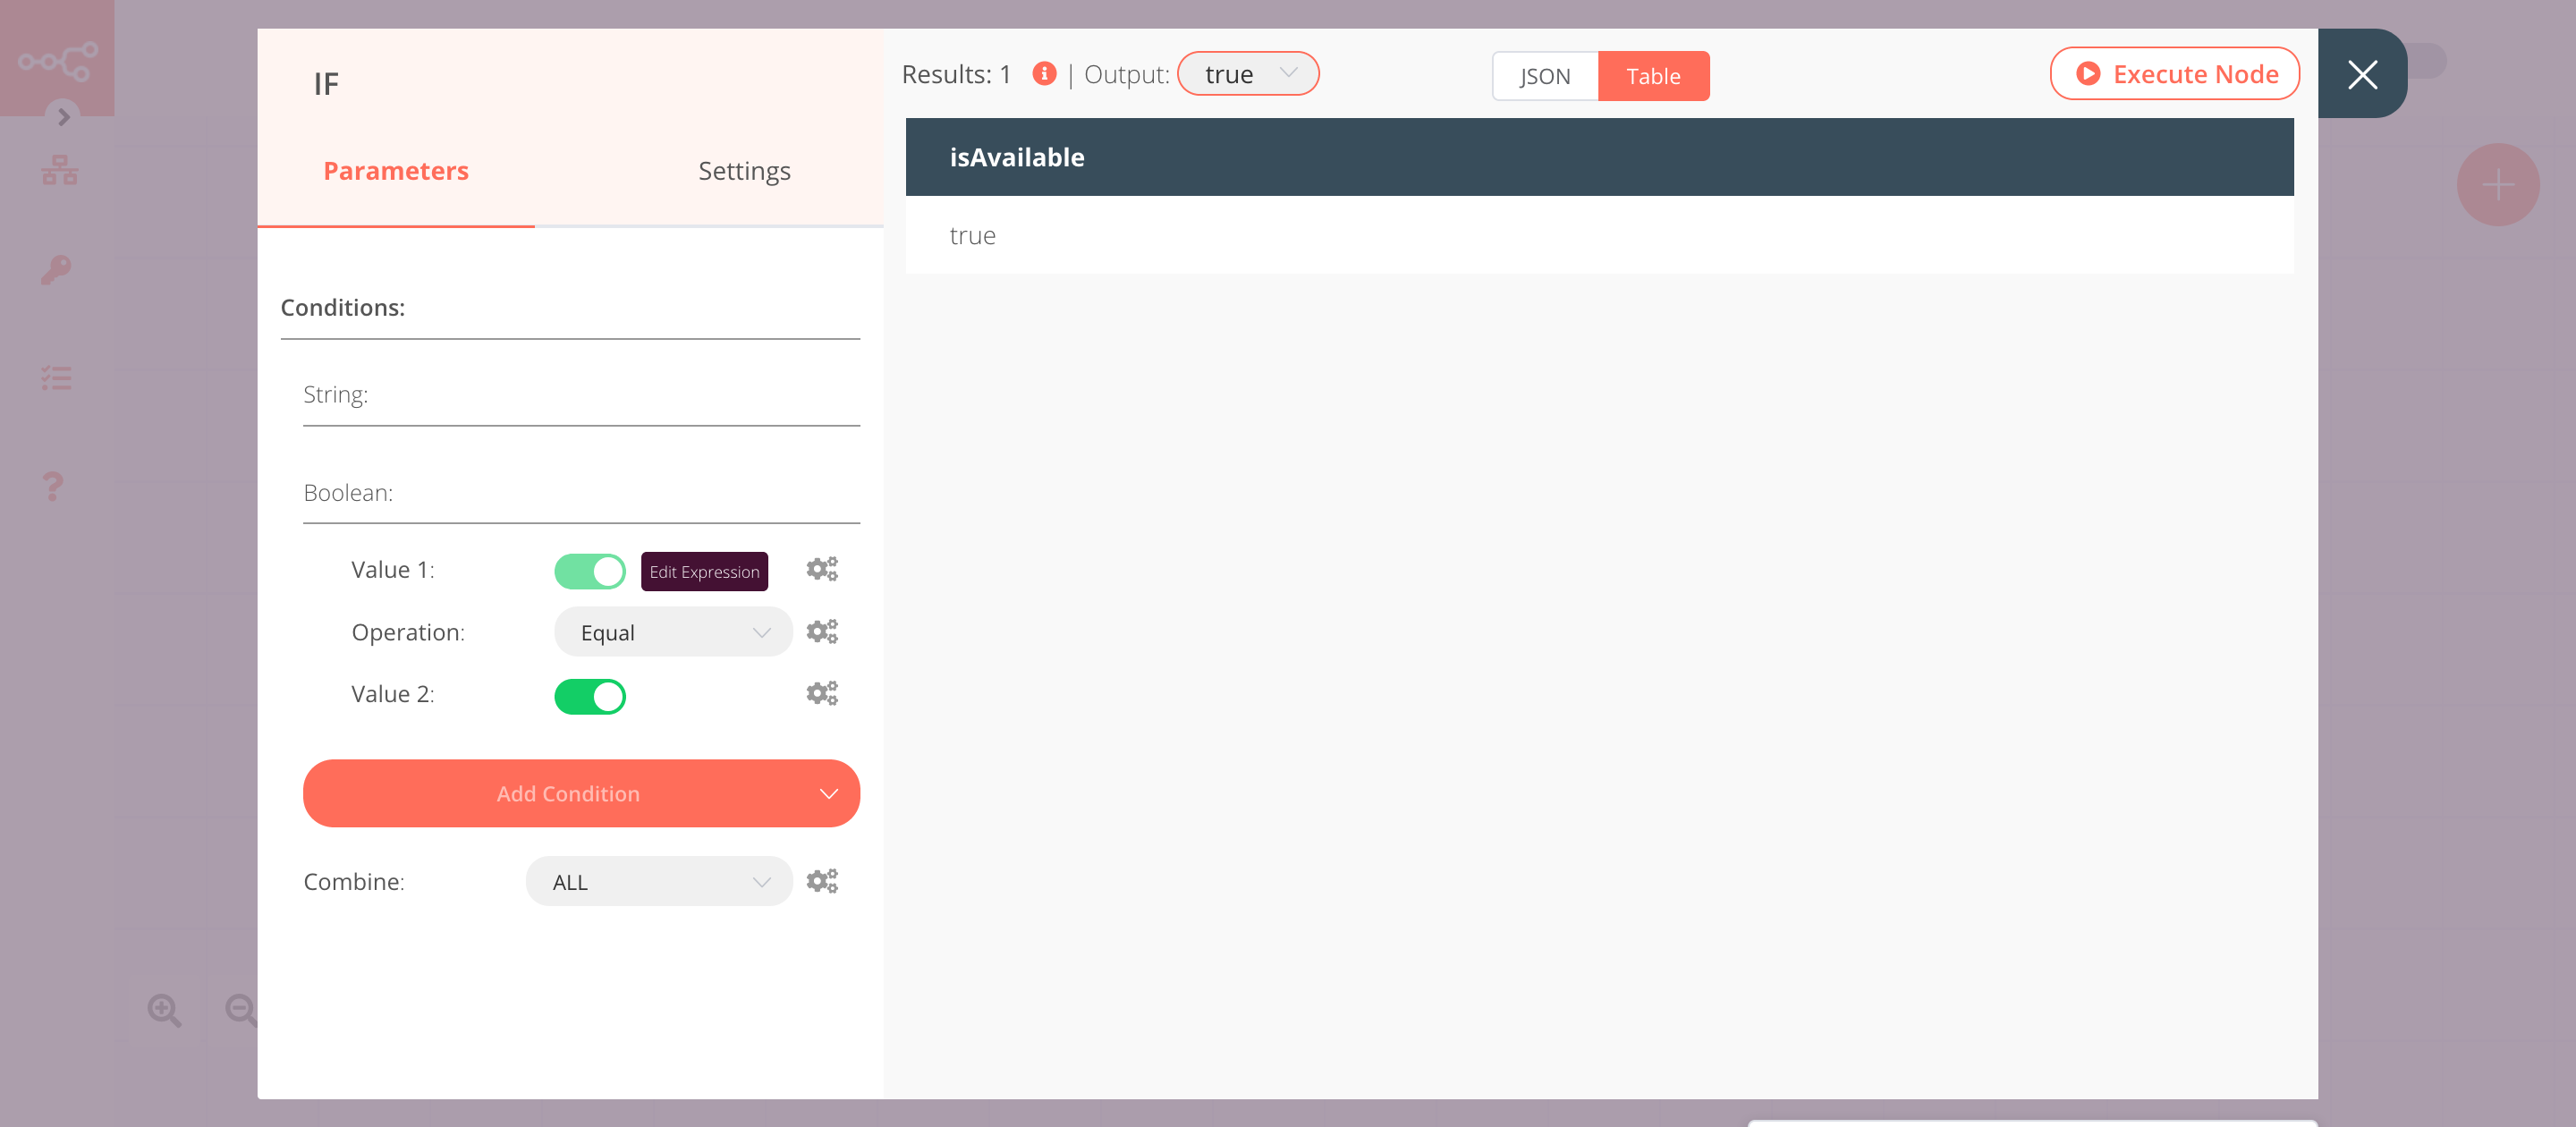 IF
Parameters
Settings
Conditions:
String:
Boolean:
Value 1:
Edit Expression
Operation:
Equal
Value 2:
Add Condition
Combine:
ALL
Results: 1 | Output: true
JSON
Table
Execute Node
isAvailable
true